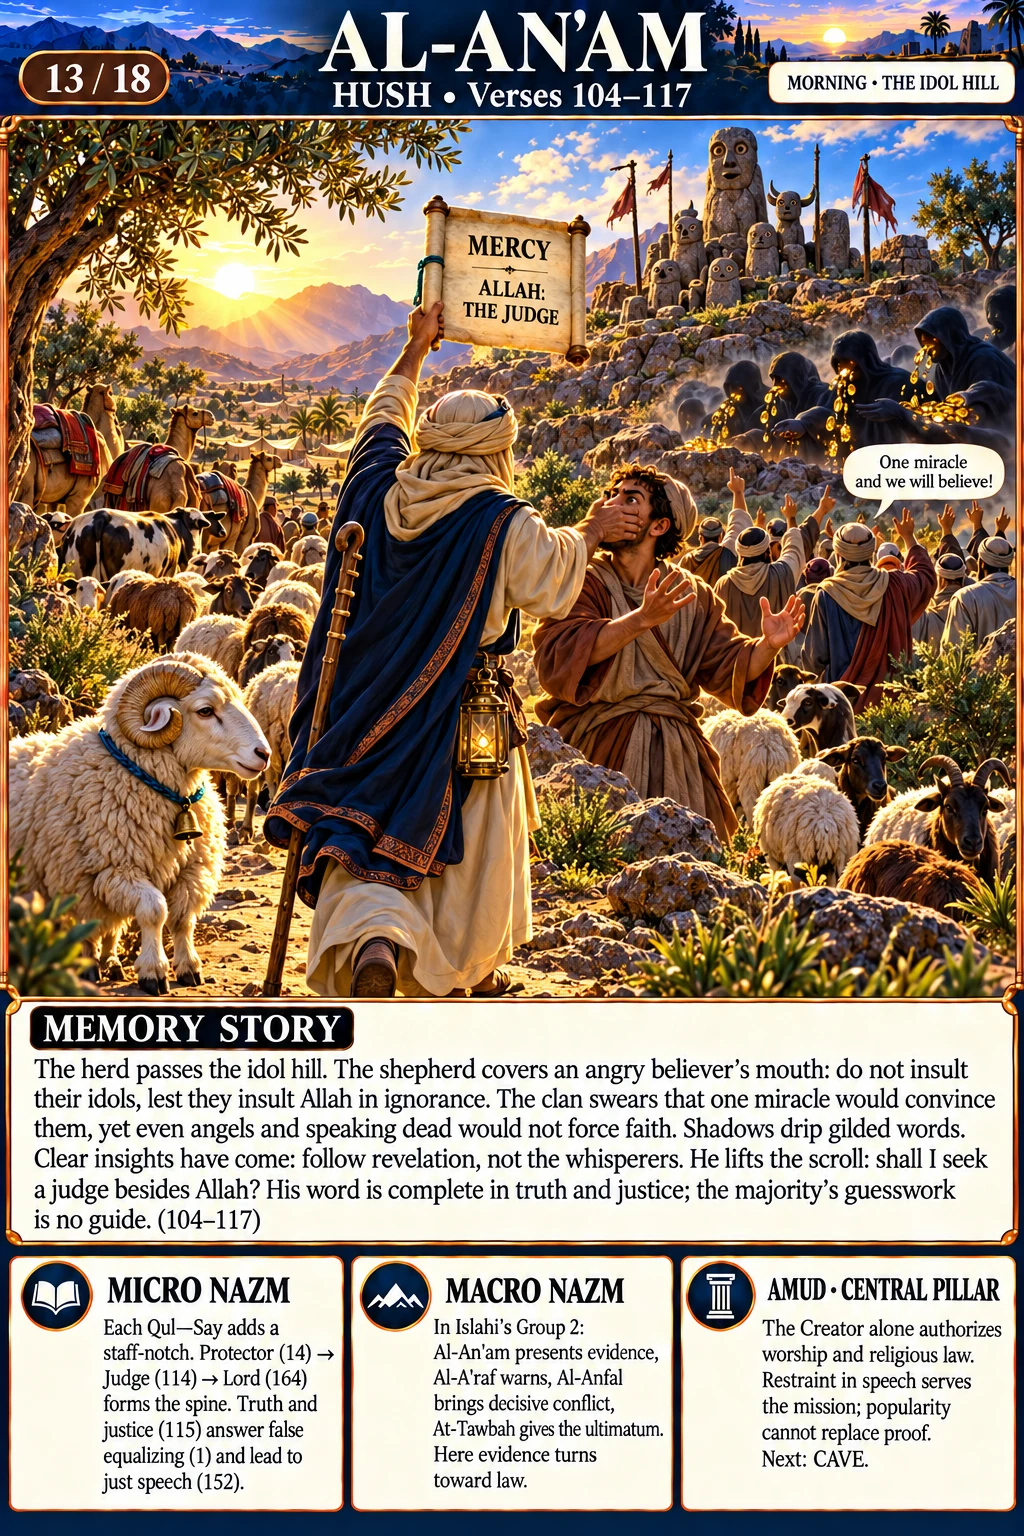 13 / 18
AL-AN'AM
HUSH • Verses 104–117
MORNING • THE IDOL HILL
MERCY
ALLAH:
THE JUDGE
One miracle
and we will believe!
MEMORY STORY
The herd passes the idol hill. The shepherd covers an angry believer's mouth: do not insult
their idols, lest they insult Allah in ignorance. The clan swears that one miracle would convince
them, yet even angels and speaking dead would not force faith. Shadows drip gilded words.
Clear insights have come: follow revelation, not the whisperers. He lifts the scroll: shall I seek
a judge besides Allah? His word is complete in truth and justice; the majority's guesswork
is no guide. (104–117)
MICRO NAZM
Each Qul—Say adds a
staff-notch. Protector (14) →
Judge (114) → Lord (164)
forms the spine. Truth and
justice (115) answer false
equalizing (1) and lead to
just speech (152).
MACRO NAZM
In Islahi's Group 2:
Al-An'am presents evidence,
Al-A'raf warns, Al-Anfal
brings decisive conflict,
At-Tawbah gives the ultimatum.
Here evidence turns
toward law.
AMUD • CENTRAL PILLAR
The Creator alone authorizes
worship and religious law.
Restraint in speech serves
the mission; popularity
cannot replace proof.
Next: CAVE.